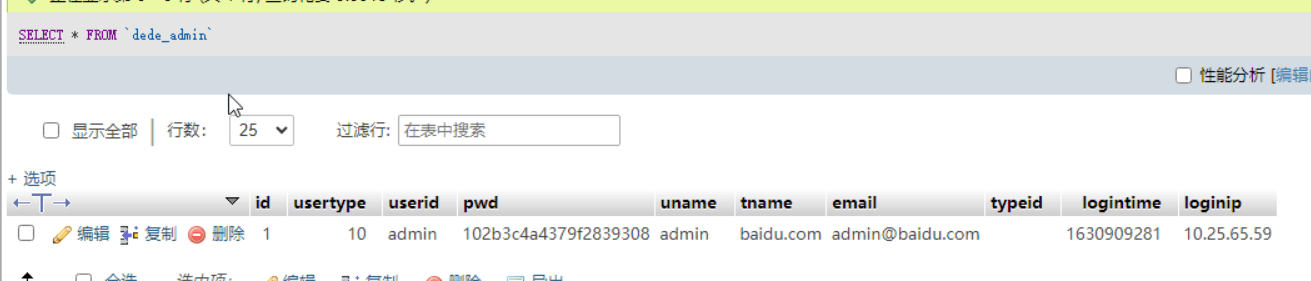 SELECT * FROM `dede_admin`
性能分析 [编辑
显示全部 行数: 25 过滤行: 在表中搜索
+ 选项
←T→ id usertype userid pwd uname tname email typeid logintime loginip
编辑 复制 删除 1 10 admin 102b3c4a4379f2839308 admin baidu.com admin@baidu.com 1630909281 10.25.65.59